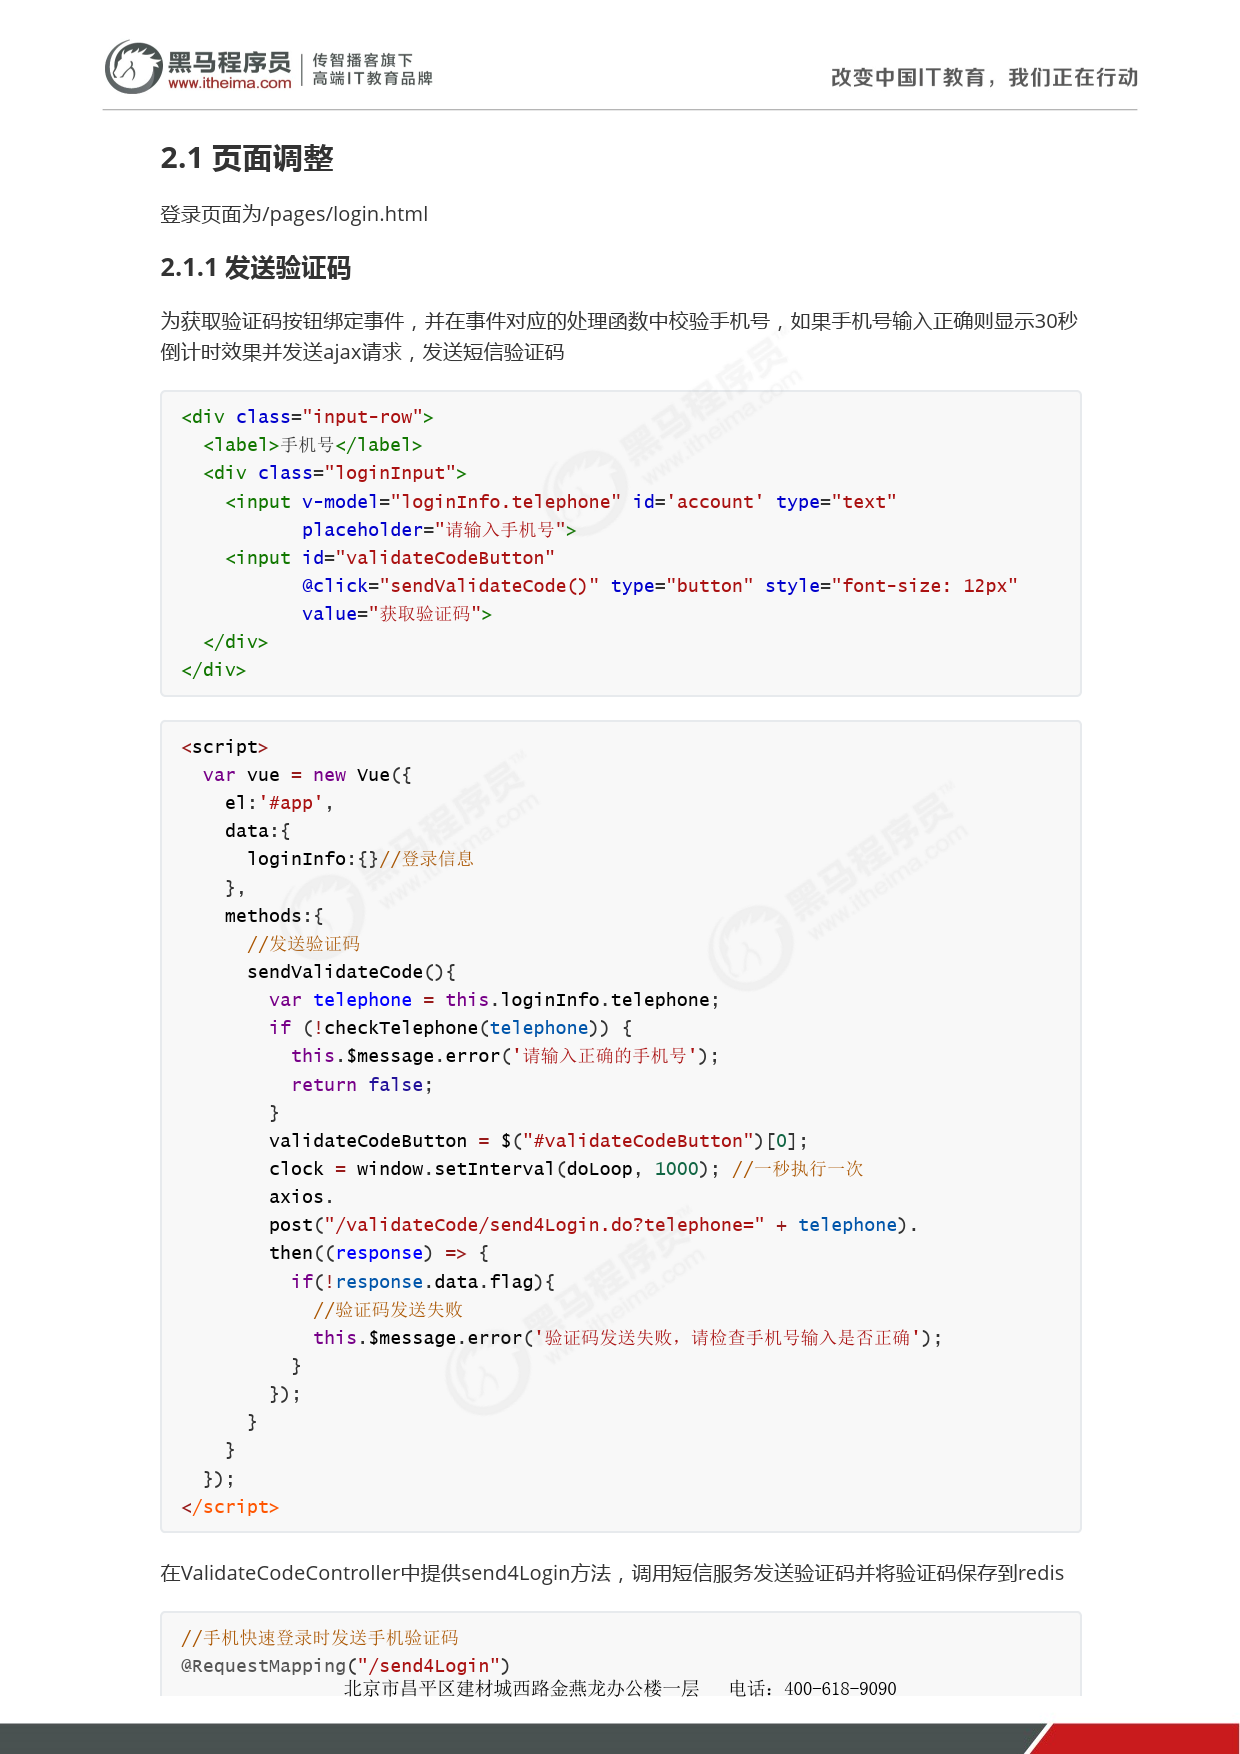 黑马程序员
www.itheima.com
传智播客旗下
高端IT教育品牌
改变中国IT教育，我们正在行动
2.1 页面调整
登录页面为/pages/login.html
2.1.1 发送验证码
为获取验证码按钮绑定事件，并在事件对应的处理函数中校验手机号，如果手机号输入正确则显示30秒
倒计时效果并发送ajax请求，发送短信验证码
<div class="input-row">
  <label>手机号</label>
  <div class="loginInput">
    <input v-model="loginInfo.telephone" id='account' type="text"
           placeholder="请输入手机号">
    <input id="validateCodeButton"
           @click="sendValidateCode()" type="button" style="font-size: 12px"
           value="获取验证码">
  </div>
</div>
<script>
  var vue = new Vue({
    el:'#app',
    data:{
      loginInfo:{}//登录信息
    },
    methods:{
      //发送验证码
      sendValidateCode(){
        var telephone = this.loginInfo.telephone;
        if (!checkTelephone(telephone)) {
          this.$message.error('请输入正确的手机号');
          return false;
        }
        validateCodeButton = $("#validateCodeButton")[0];
        clock = window.setInterval(doLoop, 1000); //一秒执行一次
        axios.
        post("/validateCode/send4Login.do?telephone=" + telephone).
        then((response) => {
          if(!response.data.flag){
            //验证码发送失败
            this.$message.error('验证码发送失败，请检查手机号输入是否正确');
          }
        });
      }
    }
  });
</script>
在ValidateCodeController中提供send4Login方法，调用短信服务发送验证码并将验证码保存到redis
//手机快速登录时发送手机验证码
@RequestMapping("/send4Login")
北京市昌平区建材城西路金燕龙办公楼一层 电话：400-618-9090